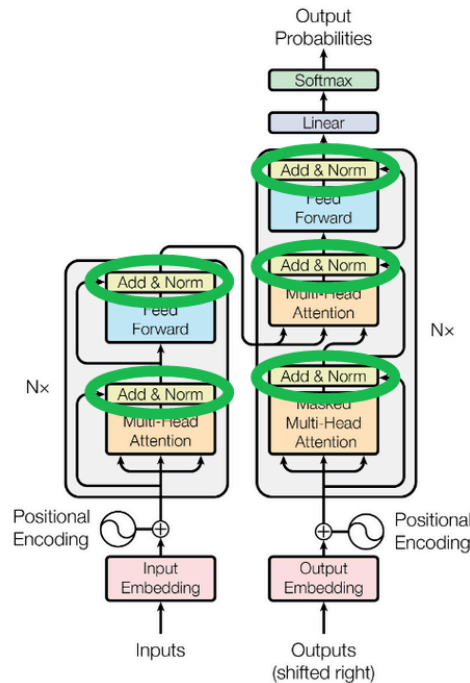 Output
Probabilities
Softmax
Linear
Add & Norm
Feed
Forward
Add & Norm
Multi-Head
Attention
Add & Norm
Masked
Multi-Head
Attention
N×
Add & Norm
Feed
Forward
Add & Norm
Multi-Head
Attention
N×
Positional
Encoding
Positional
Encoding
Input
Embedding
Output
Embedding
Inputs
Outputs
(shifted right)